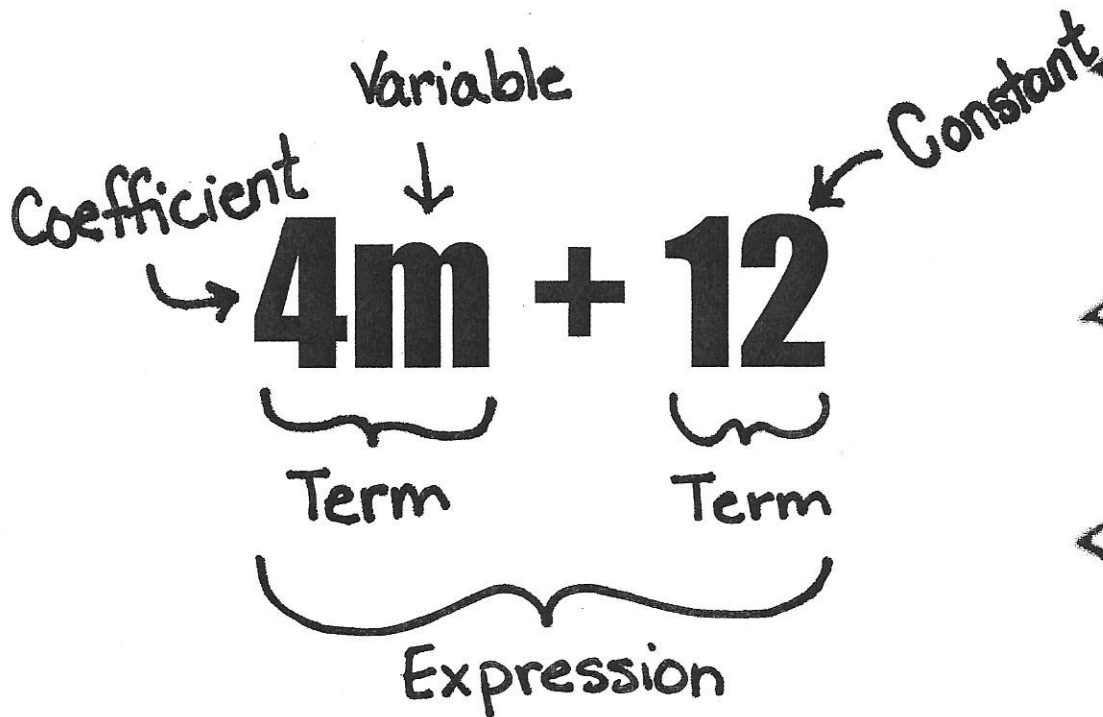 Variable
Constant
Coefficient
4m + 12
Term Term
Expression